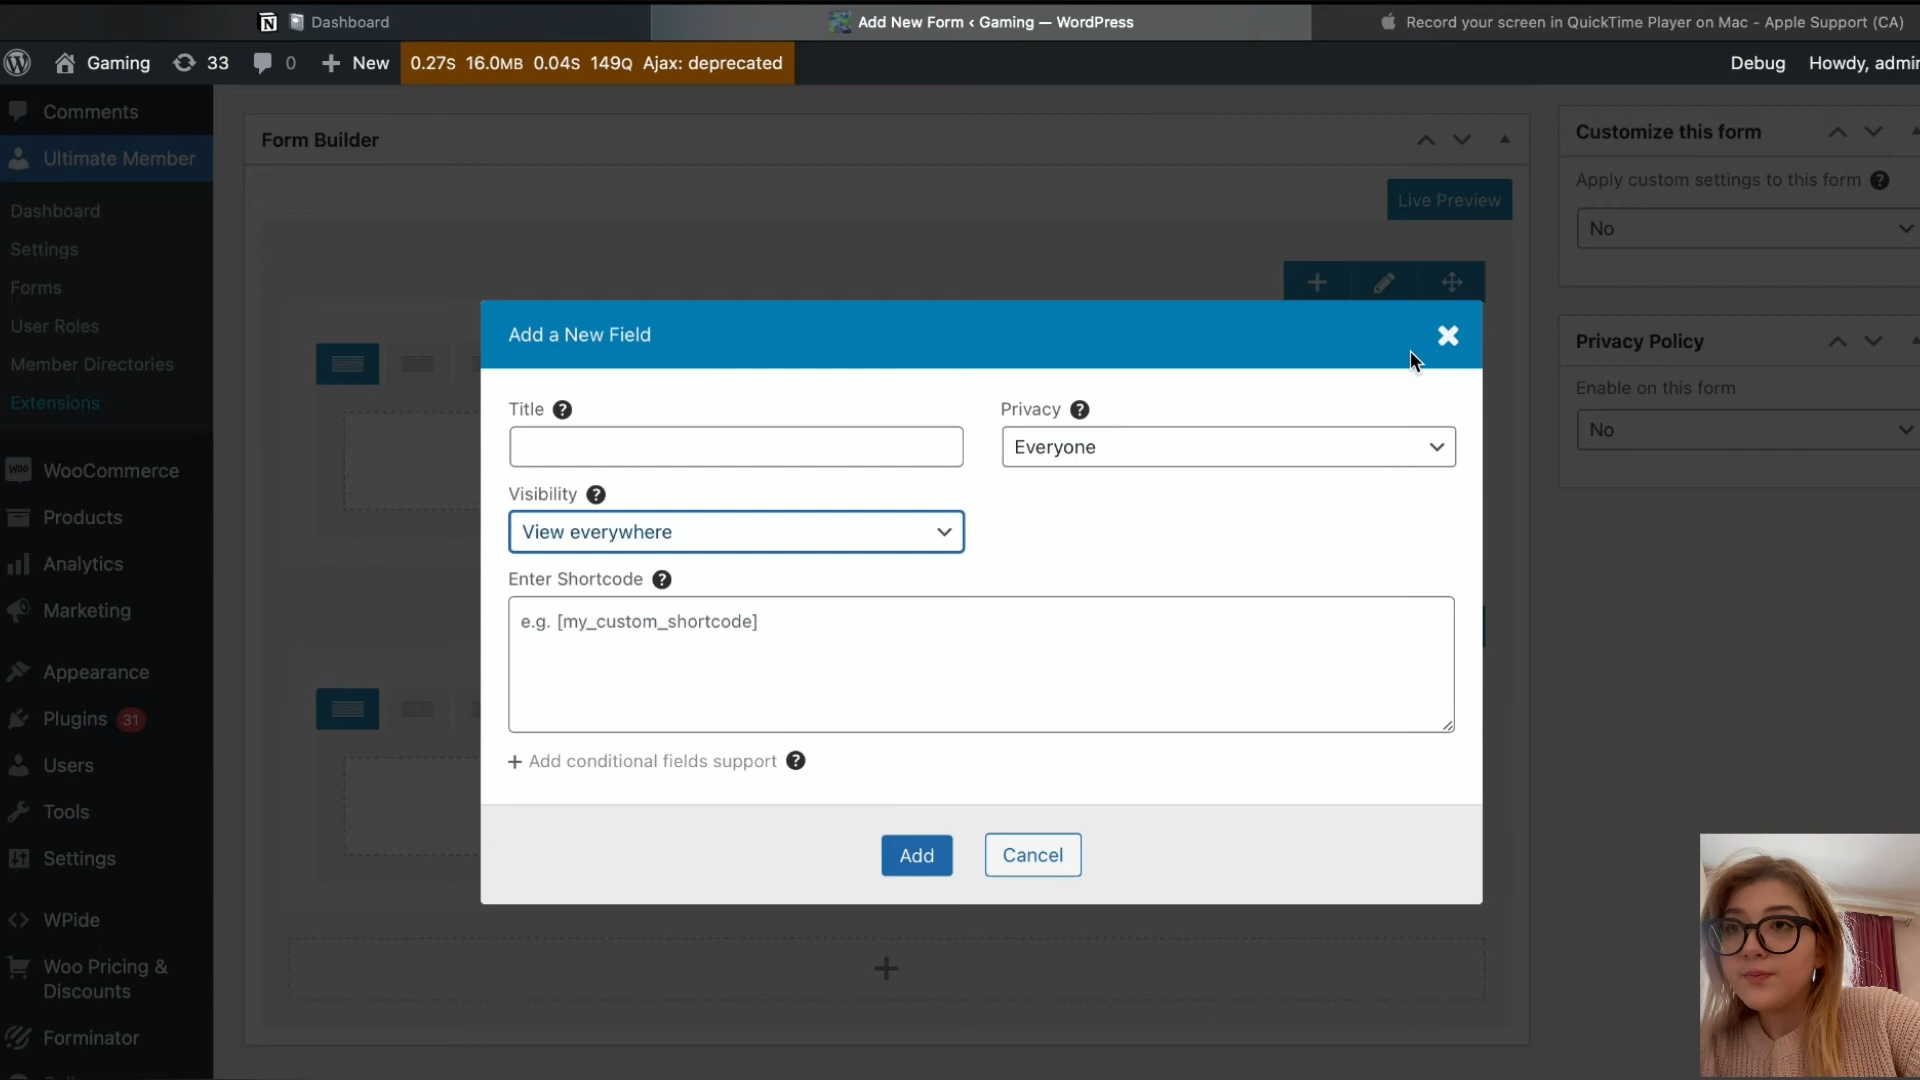 Dashboard
Add New Form ‹ Gaming — WordPress
Record your screen in QuickTime Player on Mac - Apple Support (CA)
Gaming
33
0
New
0.27S 16.0MB 0.04S 149Q Ajax: deprecated
Debug
Howdy, admin
Comments
Ultimate Member
Dashboard
Settings
Forms
User Roles
Member Directories
Extensions
WooCommerce
Products
Analytics
Marketing
Appearance
Plugins 31
Users
Tools
Settings
WPide
Woo Pricing &
Discounts
Forminator
Form Builder
Live Preview
Add a New Field
Title
Privacy
Everyone
Visibility
View everywhere
Enter Shortcode
e.g. [my_custom_shortcode]
+ Add conditional fields support
Add
Cancel
Customize this form
Apply custom settings to this form
No
Privacy Policy
Enable on this form
No